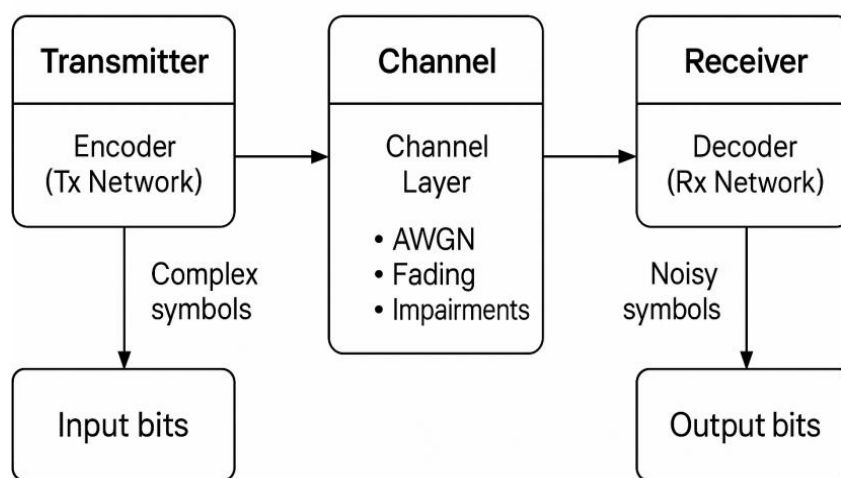 Transmitter
Encoder
(Tx Network)
Complex
symbols
Input bits
Channel
Channel
Layer
• AWGN
• Fading
• Impairments
Receiver
Decoder
(Rx Network)
Noisy
symbols
Output bits